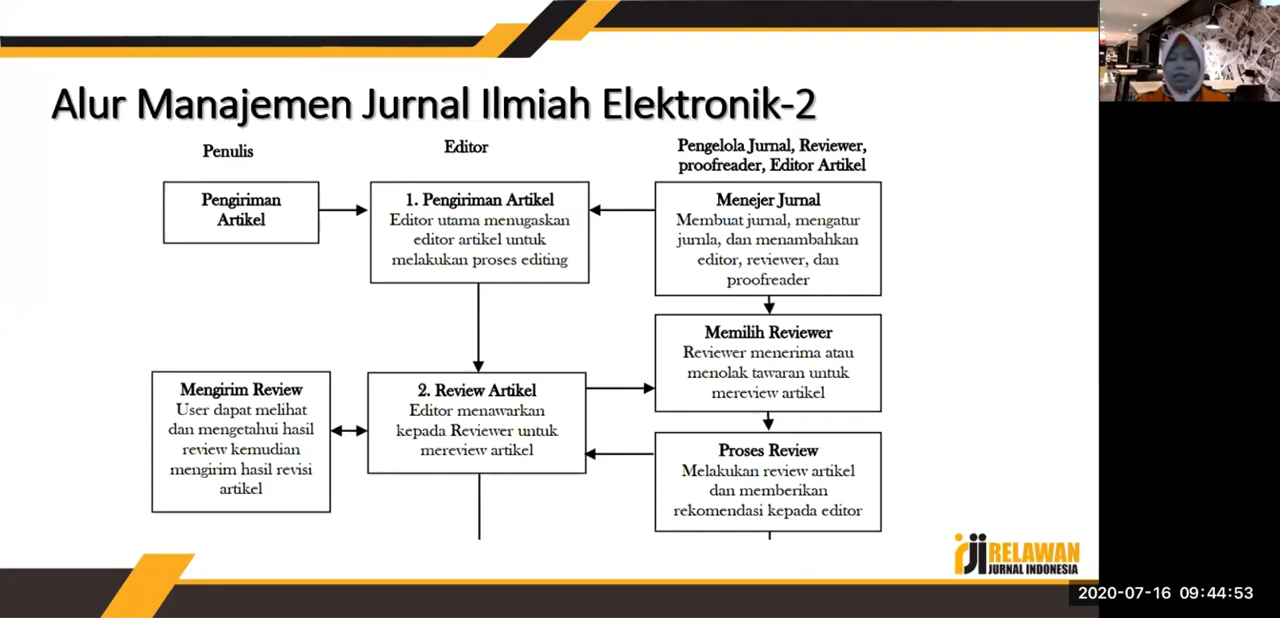 Alur Manajemen Jurnal Ilmiah Elektronik-2
Penulis
Editor
Pengelola Jurnal, Reviewer,
proofreader, Editor Artikel
Pengiriman
Artikel
1. Pengiriman Artikel
Editor utama menugaskan
editor artikel untuk
melakukan proses editing
Menejer Jurnal
Membuat jurnal, mengatur
jurnla, dan menambahkan
editor, reviewer, dan
proofreader
Memilih Reviewer
Reviewer menerima atau
menolak tawaran untuk
mereview artikel
Mengirim Review
User dapat melihat
dan mengetahui hasil
review kemudian
mengirim hasil revisi
artikel
2. Review Artikel
Editor menawarkan
kepada Reviewer untuk
mereview artikel
Proses Review
Melakukan review artikel
dan memberikan
rekomendasi kepada editor
rji RELAWAN
JURNAL INDONESIA
2020-07-16 09:44:53